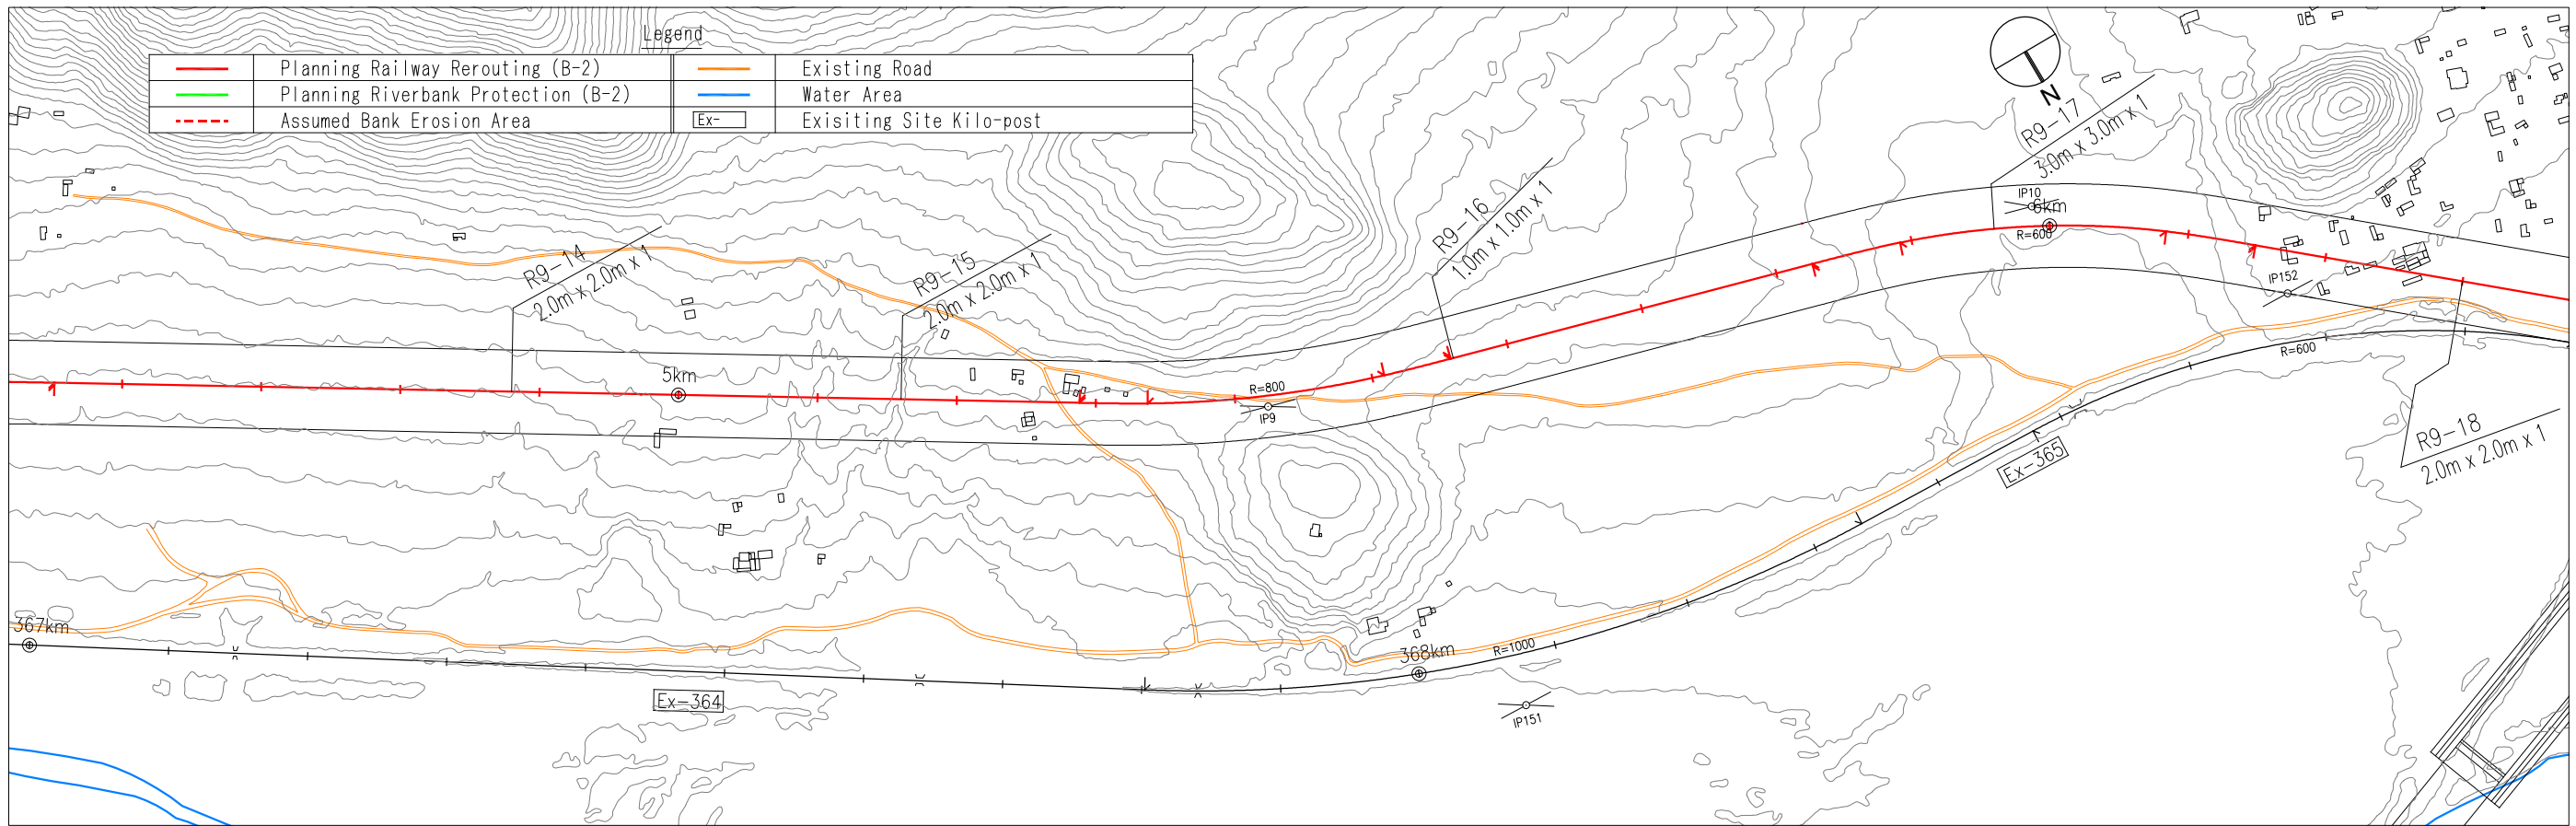 Legend
Planning Railway Rerouting (B-2)
Existing Road
Planning Riverbank Protection (B-2)
Water Area
Assumed Bank Erosion Area
Ex-
Exisiting Site Kilo-post
N
R9-17
3.0m x 3.0m x 1
IP10
6km
R=600
R9-16
1.0m x 1.0m x 1
R9-14
2.0m x 2.0m x 1
R9-15
2.0m x 2.0m x 1
IP152
R=600
5km
R=800
IP9
R9-18
2.0m x 2.0m x 1
Ex-365
367km
368km
R=1000
Ex-364
IP151